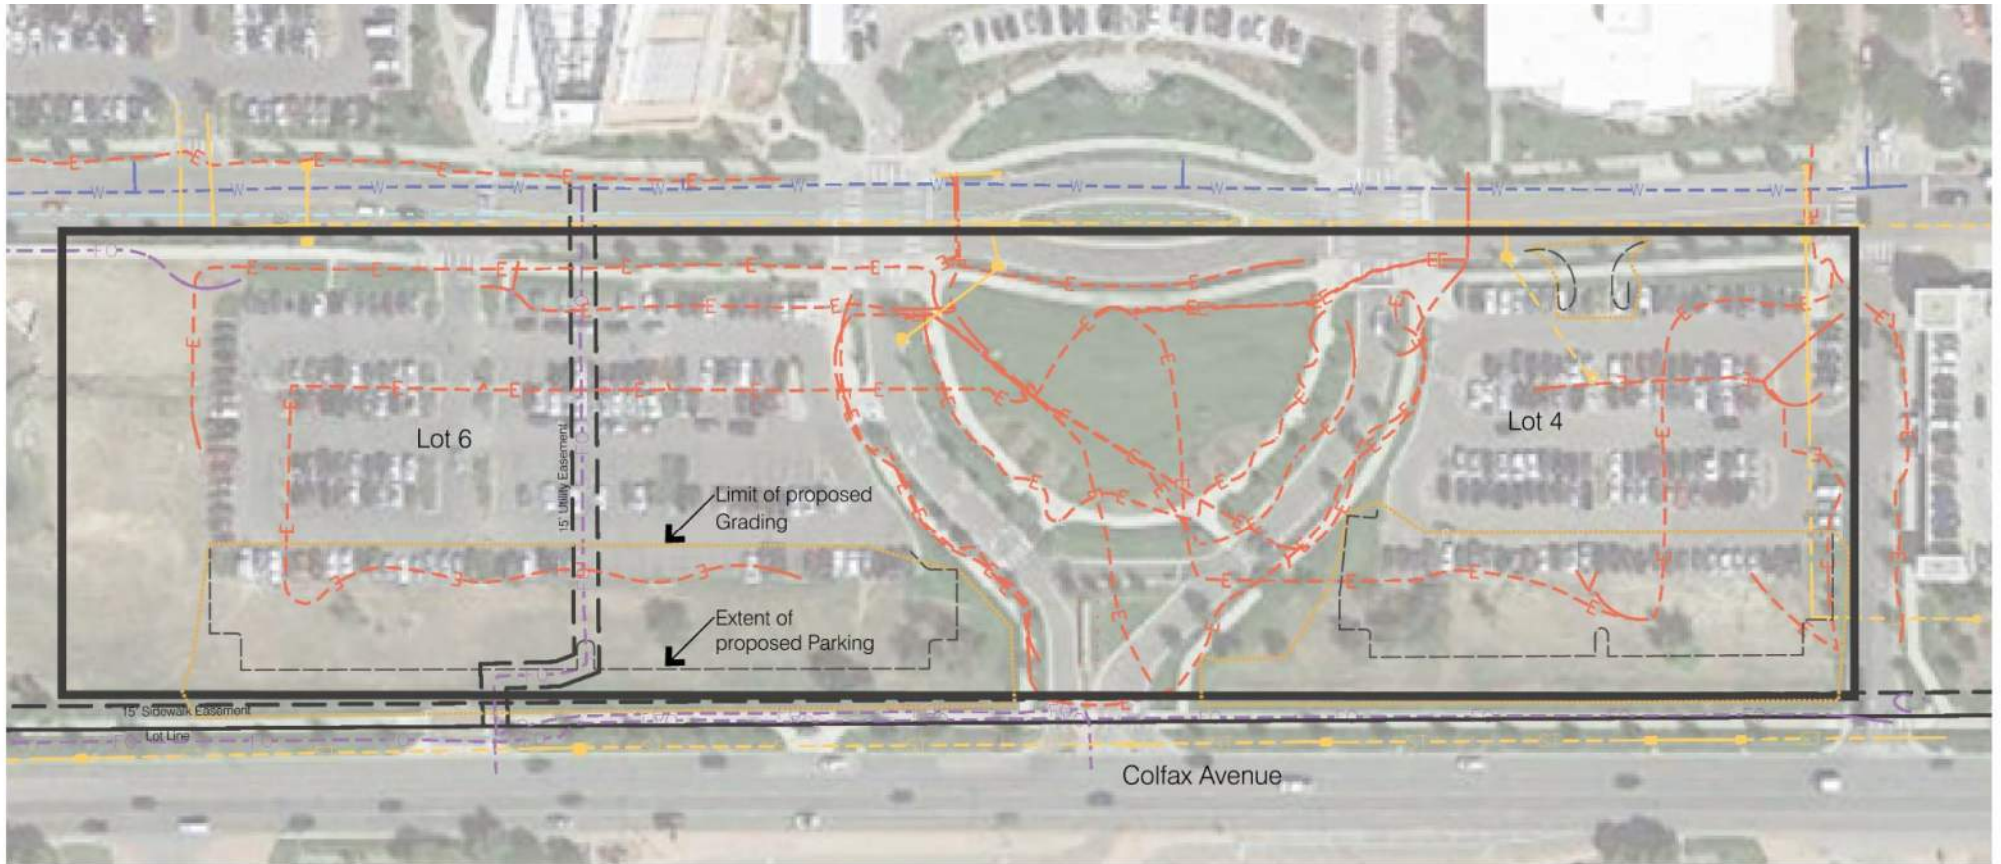 Lot 6
Lot 4
15' Utility Easement
Limit of proposed
Grading
Extent of
proposed Parking
15' Sidewalk Easement
Lot Line
Colfax Avenue